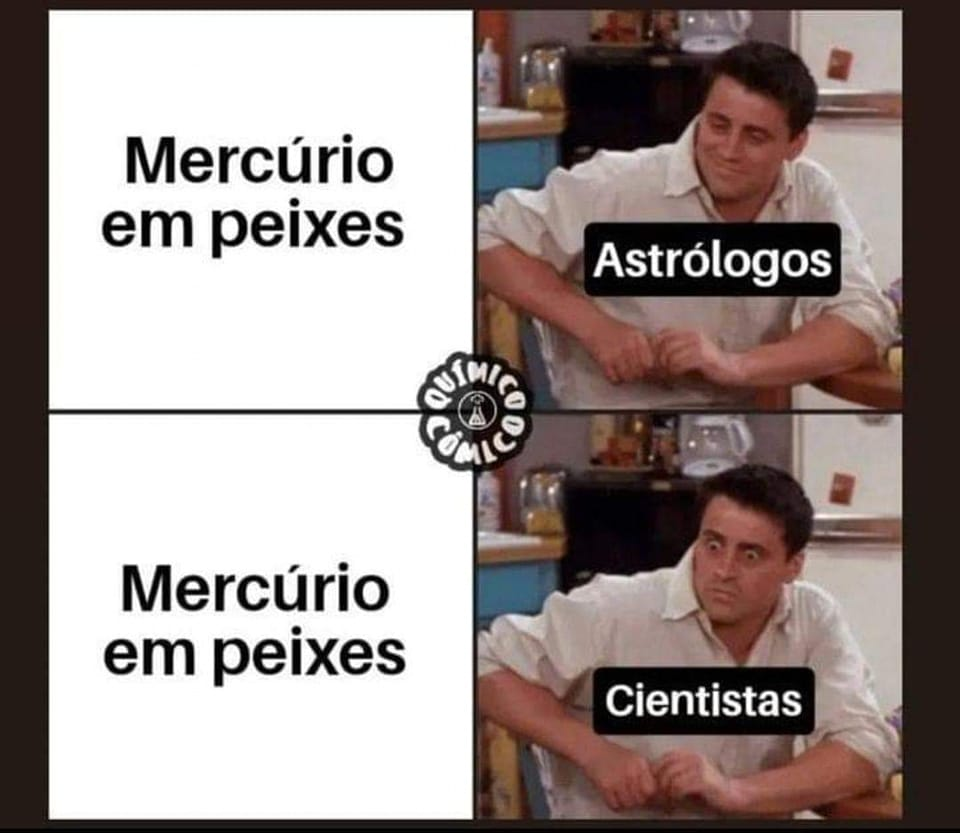 Mercúrio
em peixes
Astrólogos
QUÍMICO
CÔMICO
Mercúrio
em peixes
Cientistas